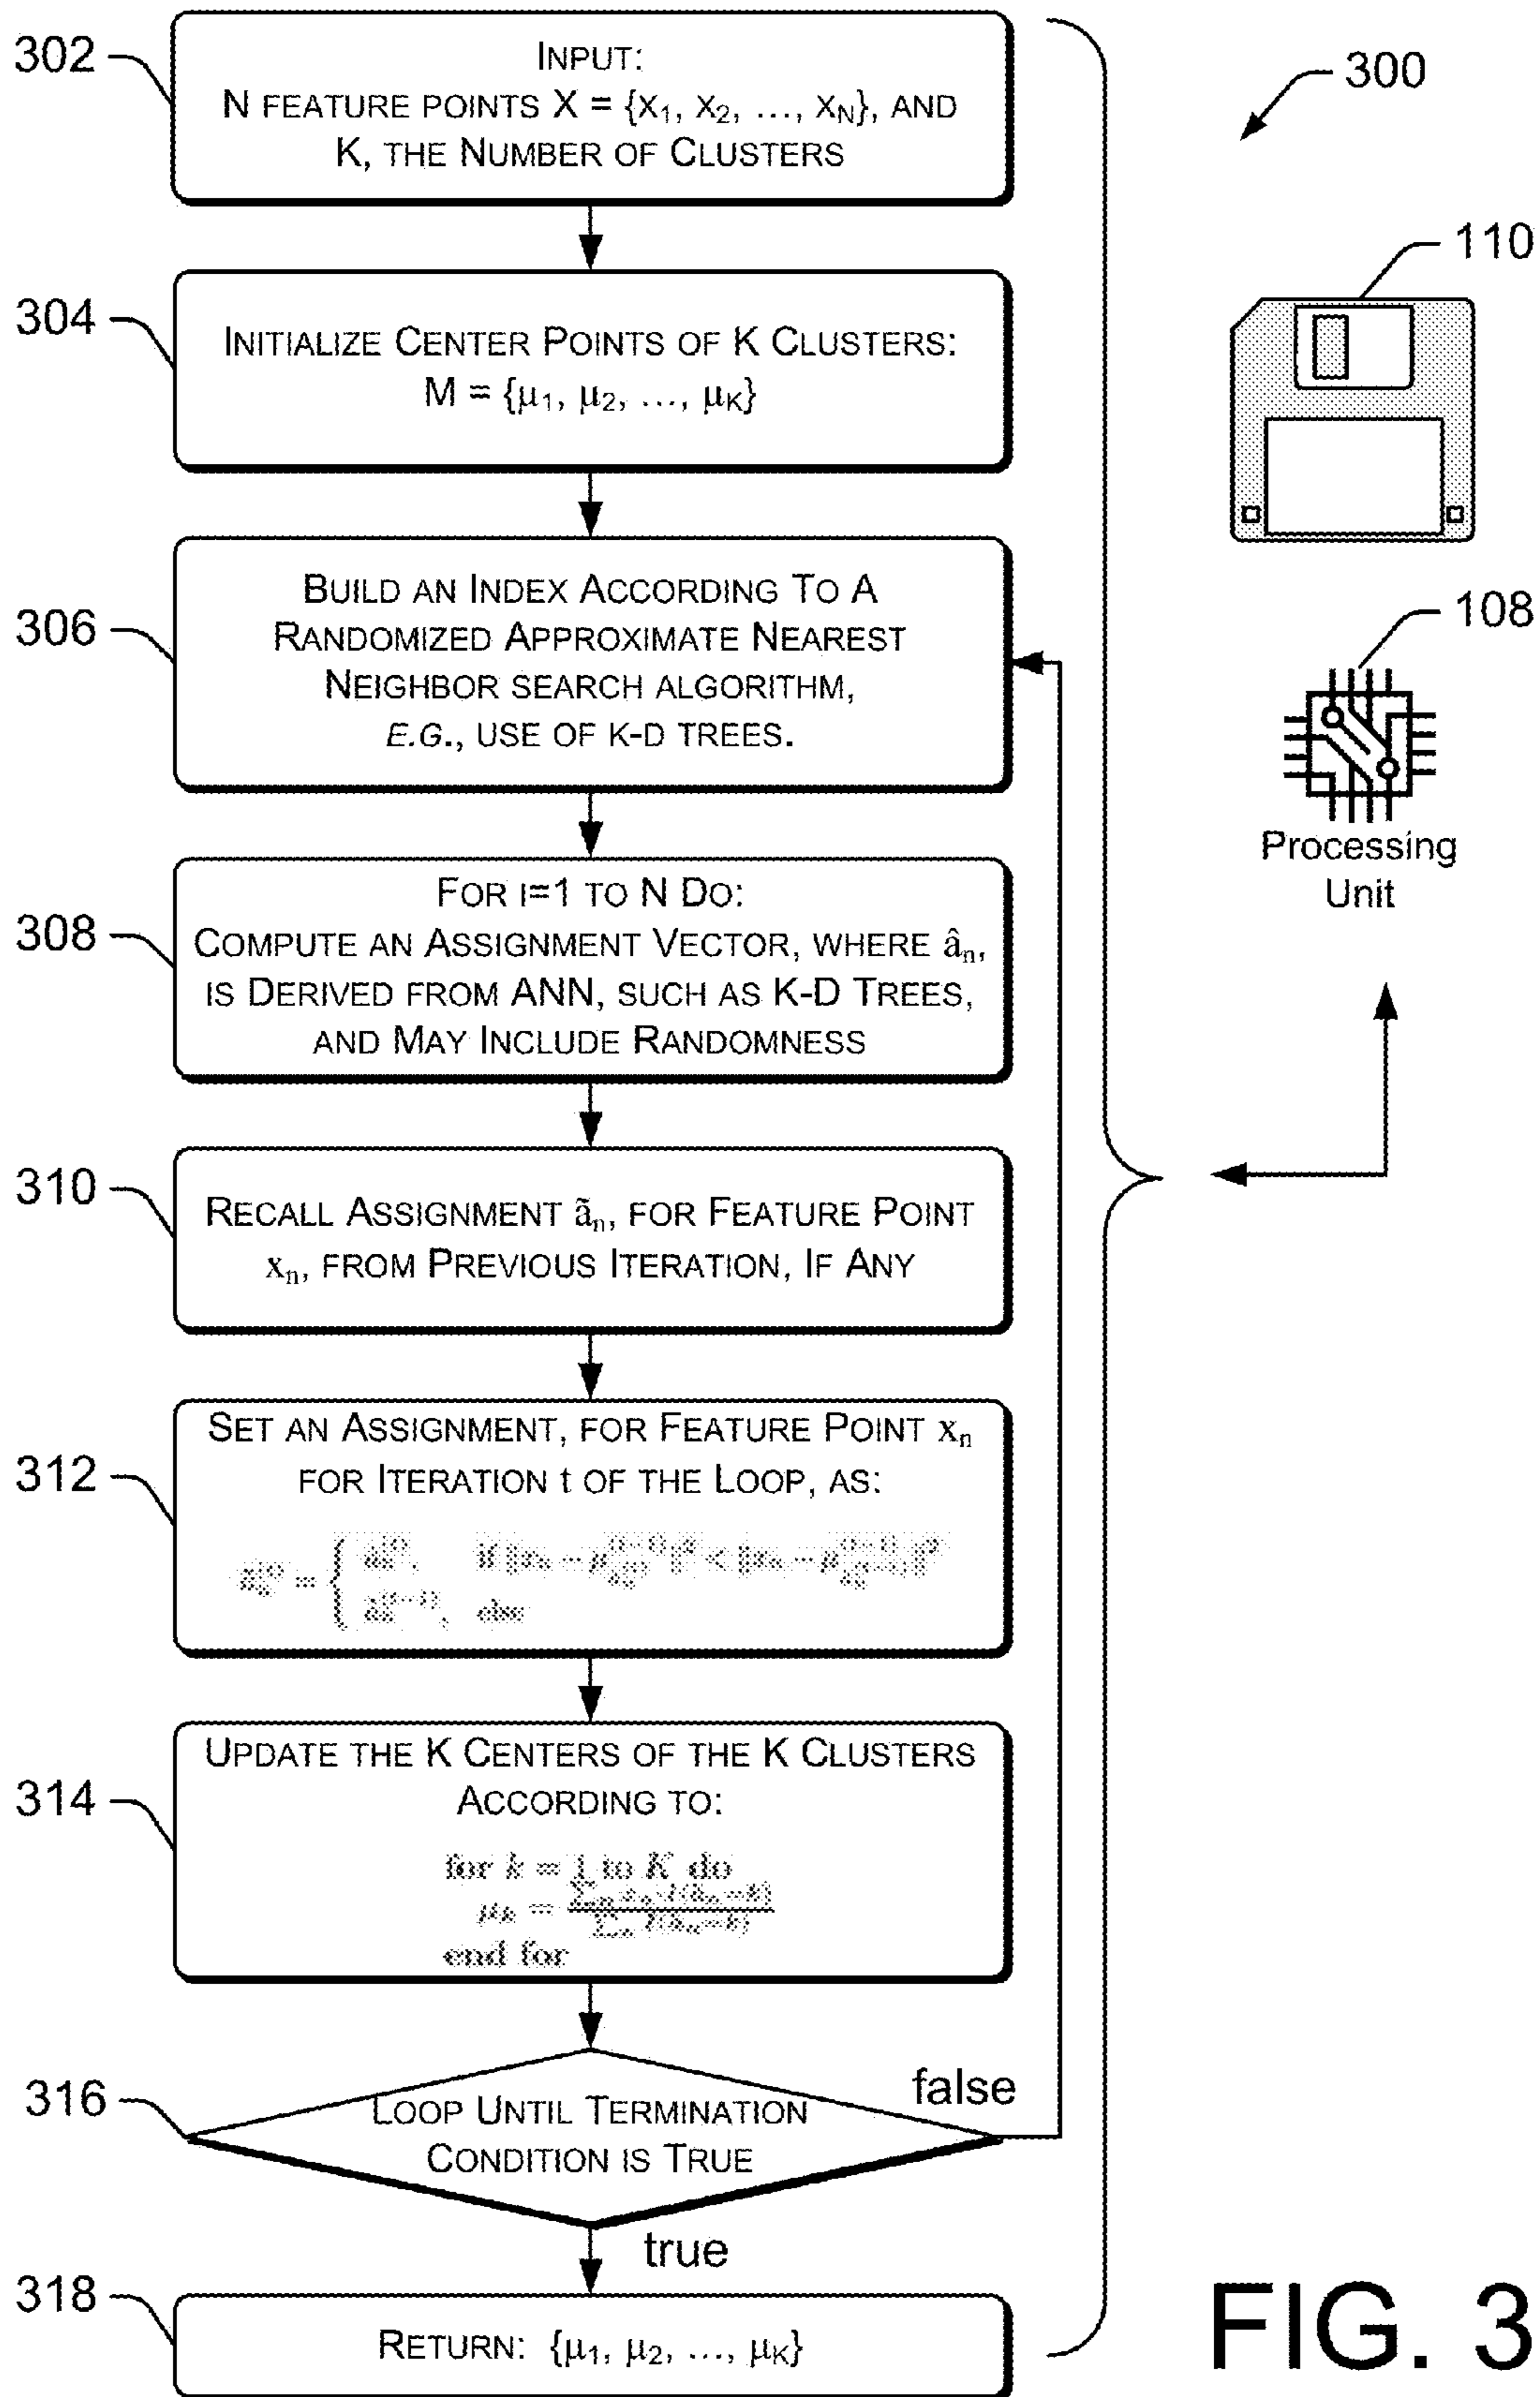 302
INPUT:
N FEATURE POINTS X = {x₁, x₂, ..., x_N}, AND
K, THE NUMBER OF CLUSTERS
300
304
INITIALIZE CENTER POINTS OF K CLUSTERS:
M = {μ₁, μ₂, ..., μ_K}
110
306
BUILD AN INDEX ACCORDING TO A
RANDOMIZED APPROXIMATE NEAREST
NEIGHBOR SEARCH ALGORITHM,
E.G., USE OF K-D TREES.
108
Processing
Unit
308
FOR I=1 TO N DO:
COMPUTE AN ASSIGNMENT VECTOR, WHERE âₙ,
IS DERIVED FROM ANN, SUCH AS K-D TREES,
AND MAY INCLUDE RANDOMNESS
310
RECALL ASSIGNMENT ãₙ, FOR FEATURE POINT
xₙ, FROM PREVIOUS ITERATION, IF ANY
312
SET AN ASSIGNMENT, FOR FEATURE POINT xₙ
FOR ITERATION t OF THE LOOP, AS:
if
else
314
UPDATE THE K CENTERS OF THE K CLUSTERS
ACCORDING TO:
for k = 1 to K do
μₖ =
end for
316
LOOP UNTIL TERMINATION
CONDITION IS TRUE
false
true
318
RETURN: {μ₁, μ₂, ..., μ_K}
FIG. 3